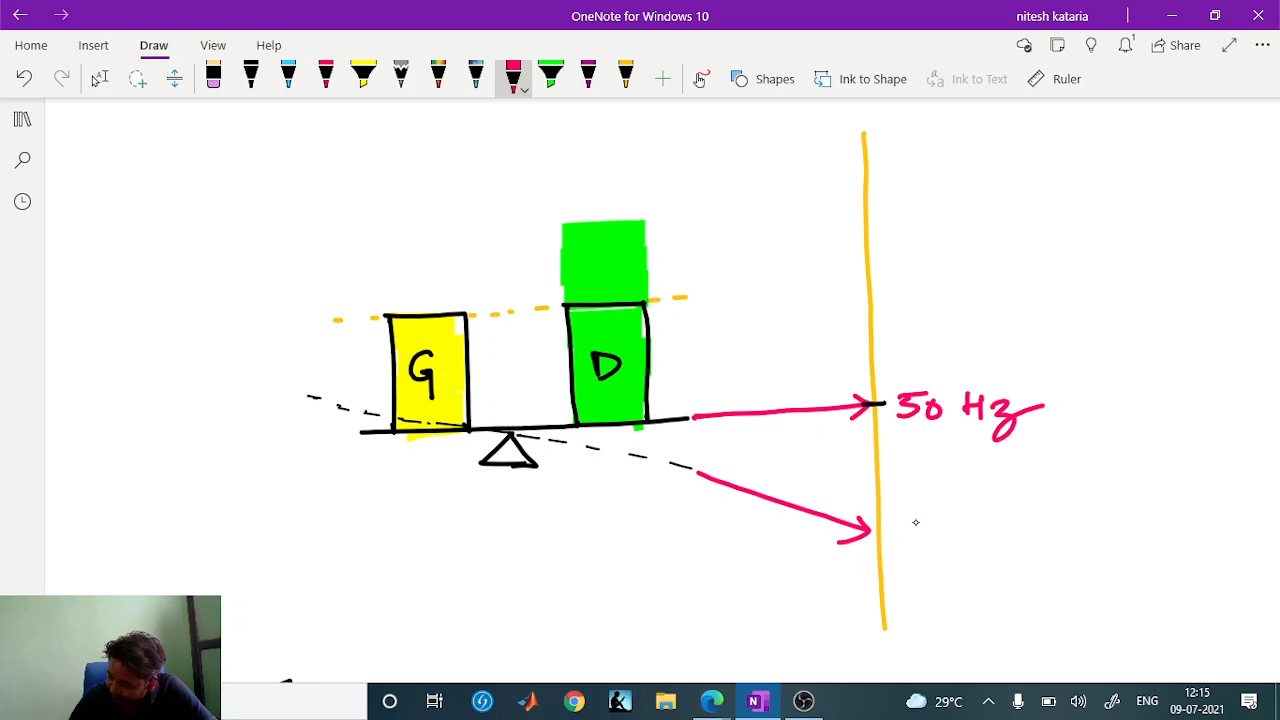 OneNote for Windows 10
nitesh kataria
Home Insert Draw View Help
Share
Shapes
Ink to Shape
Ink to Text
Ruler
G
D
50 Hz
29°C
ENG
12:15
09-07-2021